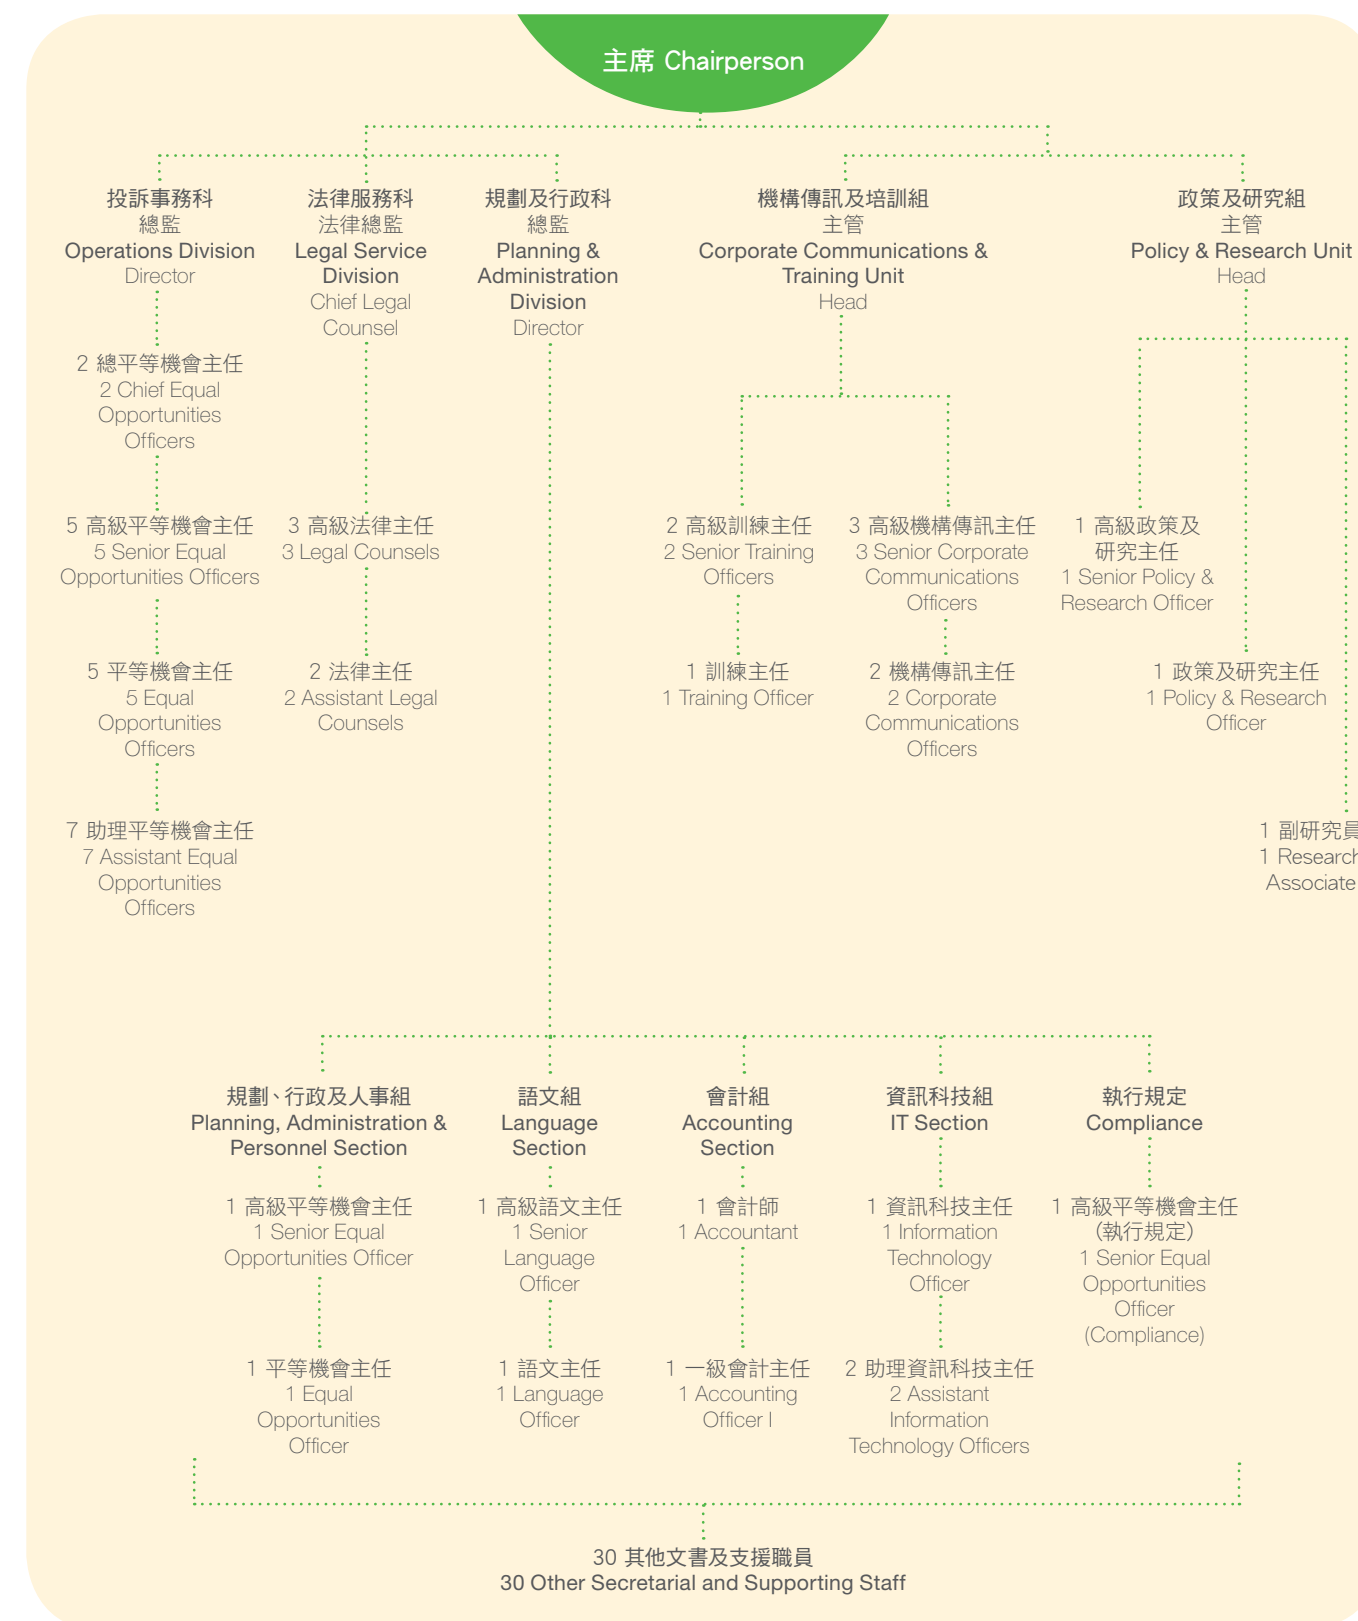 主席 Chairperson
投訴事務科
總監
Operations Division
Director
法律服務科
法律總監
Legal Service
Division
Chief Legal
Counsel
規劃及行政科
總監
Planning &
Administration
Division
Director
機構傳訊及培訓組
主管
Corporate Communications &
Training Unit
Head
政策及研究組
主管
Policy & Research Unit
Head
2 總平等機會主任
2 Chief Equal
Opportunities
Officers
5 高級平等機會主任
5 Senior Equal
Opportunities Officers
3 高級法律主任
3 Legal Counsels
2 高級訓練主任
2 Senior Training
Officers
3 高級機構傳訊主任
3 Senior Corporate
Communications
Officers
1 高級政策及
研究主任
1 Senior Policy &
Research Officer
5 平等機會主任
5 Equal
Opportunities
Officers
2 法律主任
2 Assistant Legal
Counsels
1 訓練主任
1 Training Officer
2 機構傳訊主任
2 Corporate
Communications
Officers
1 政策及研究主任
1 Policy & Research
Officer
7 助理平等機會主任
7 Assistant Equal
Opportunities
Officers
1 副研究員
1 Research
Associate
規劃、行政及人事組
Planning, Administration &
Personnel Section
語文組
Language
Section
會計組
Accounting
Section
資訊科技組
IT Section
執行規定
Compliance
1 高級平等機會主任
1 Senior Equal
Opportunities Officer
1 高級語文主任
1 Senior
Language
Officer
1 會計師
1 Accountant
1 資訊科技主任
1 Information
Technology
Officer
1 高級平等機會主任
(執行規定)
1 Senior Equal
Opportunities
Officer
(Compliance)
1 平等機會主任
1 Equal
Opportunities
Officer
1 語文主任
1 Language
Officer
1 一級會計主任
1 Accounting
Officer I
2 助理資訊科技主任
2 Assistant
Information
Technology Officers
30 其他文書及支援職員
30 Other Secretarial and Supporting Staff